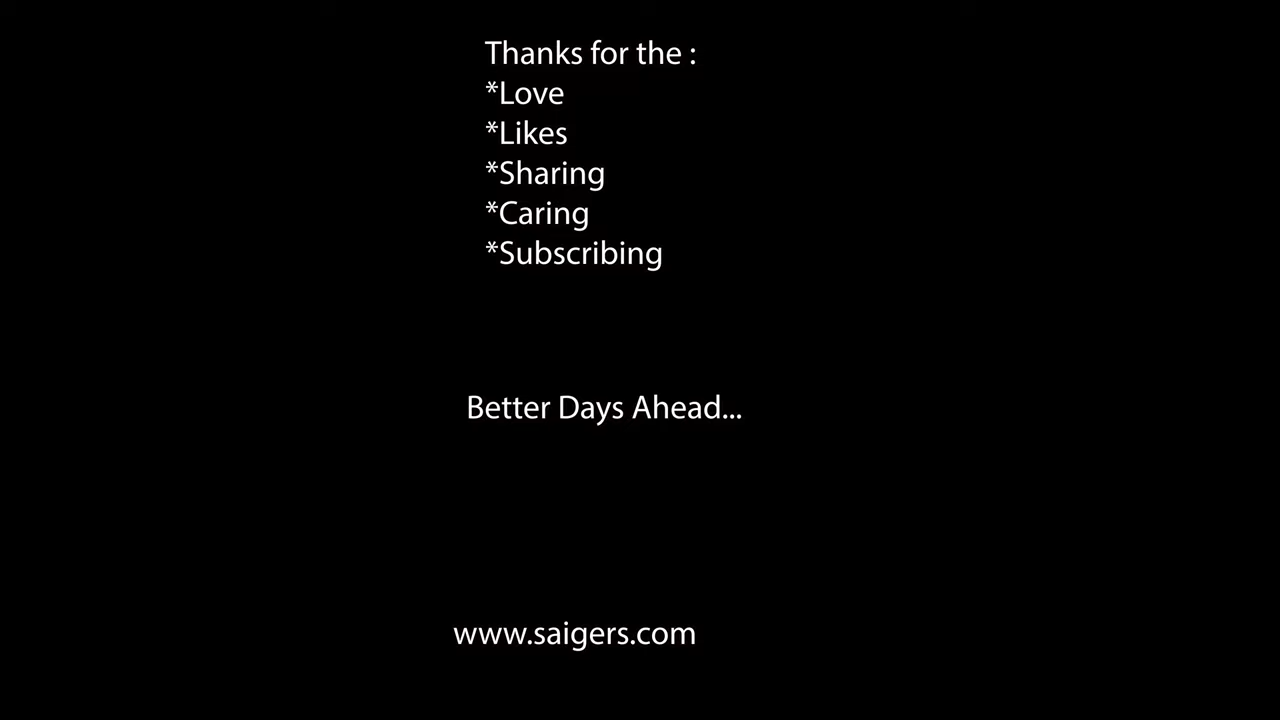 Thanks for the :
*Love
*Likes
*Sharing
*Caring
*Subscribing
Better Days Ahead...
www.saigers.com